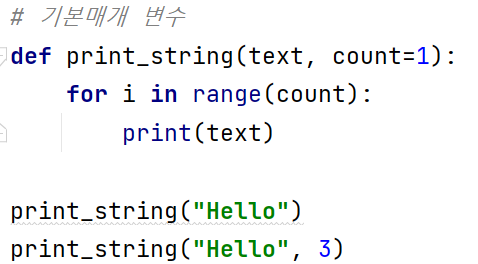 # 기본매개 변수
def print_string(text, count=1):
    for i in range(count):
        print(text)

print_string("Hello")
print_string("Hello", 3)